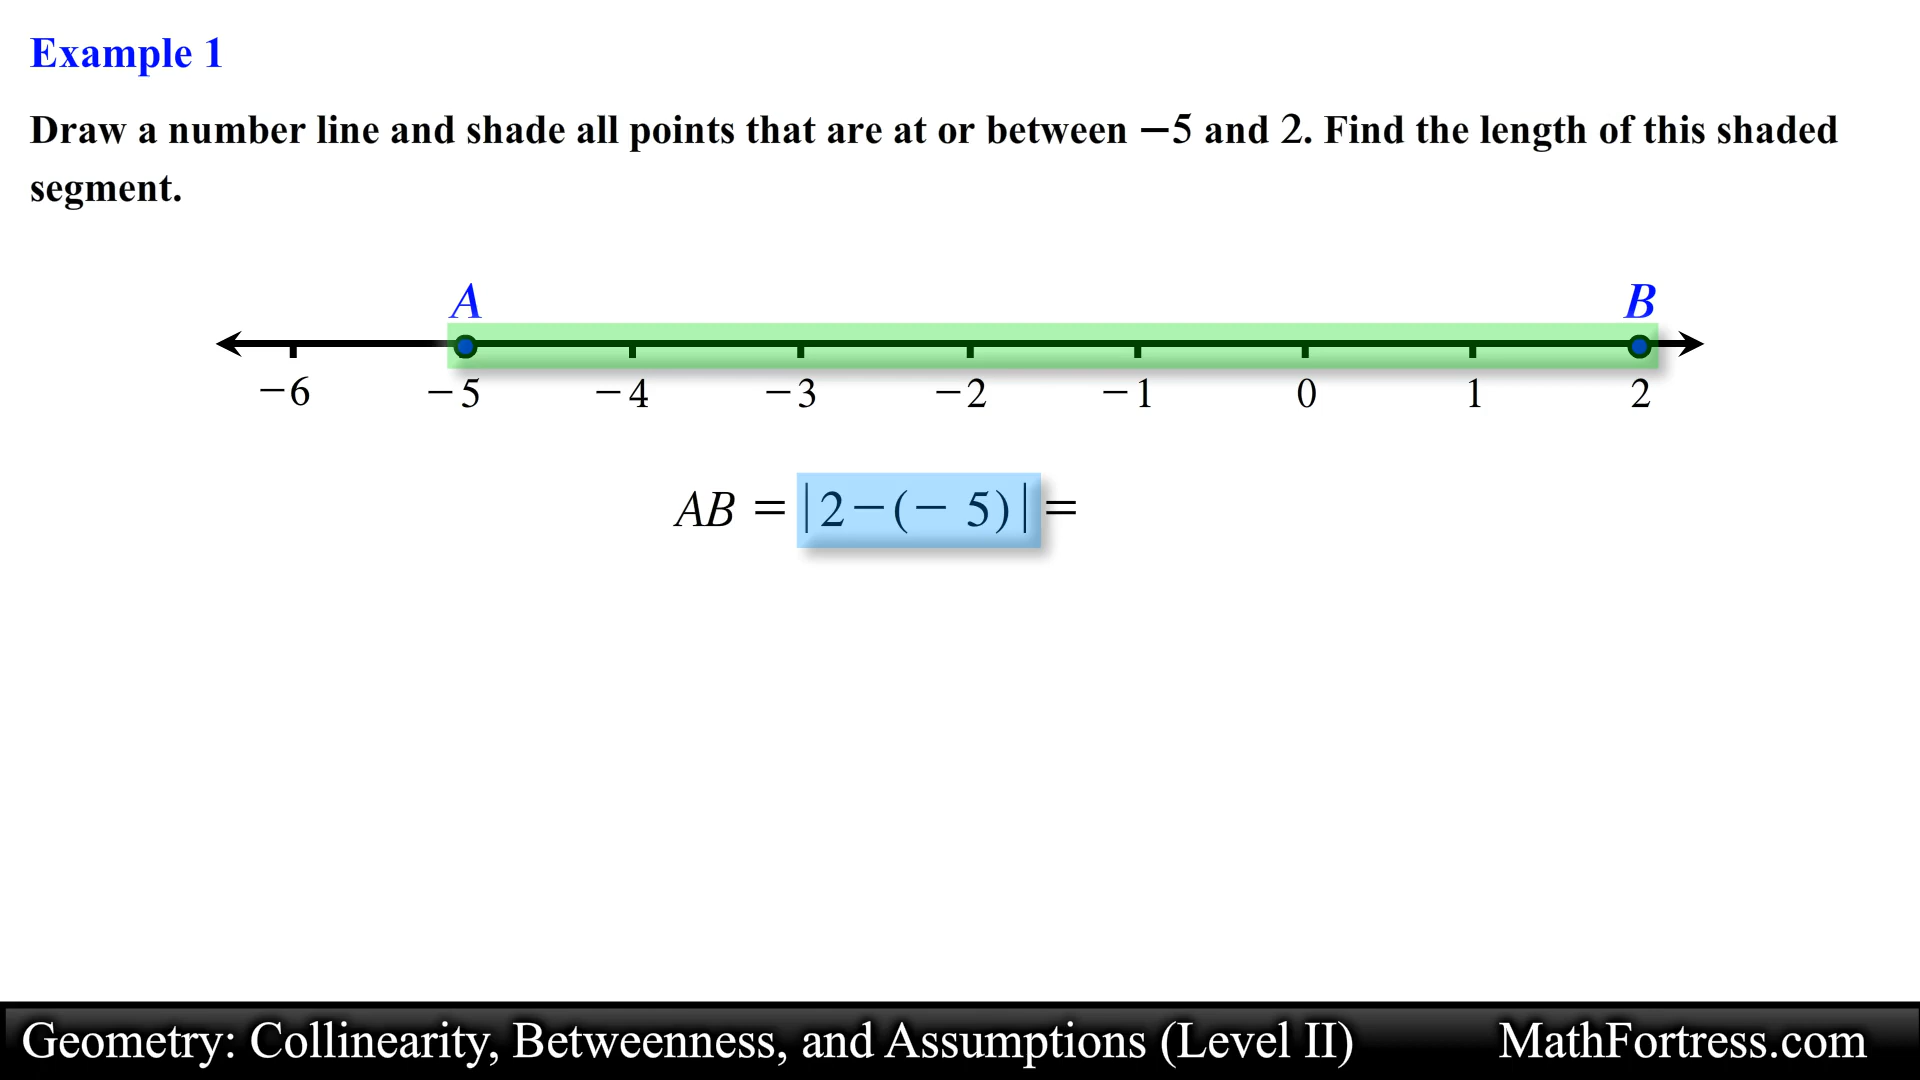 Example 1
Draw a number line and shade all points that are at or between −5 and 2. Find the length of this shaded
segment.
A B
−6 −5 −4 −3 −2 −1 0 1 2
AB = |2−(− 5)| =
Geometry: Collinearity, Betweenness, and Assumptions (Level II) MathFortress.com